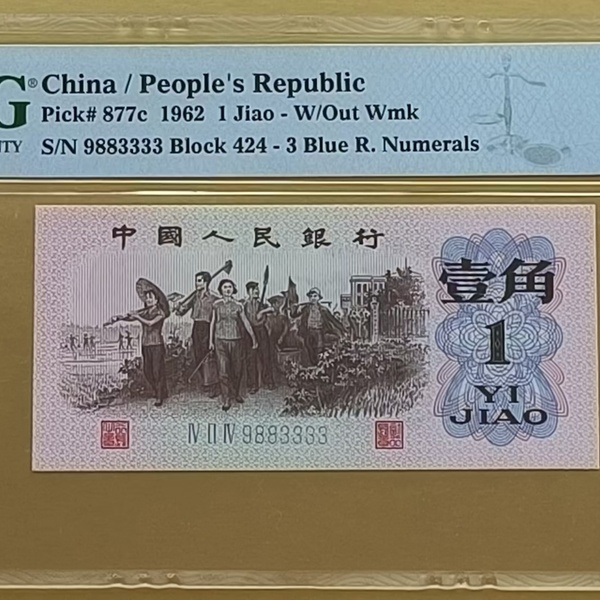 G® China / People's Republic
Pick# 877c 1962 1 Jiao - W/Out Wmk
NTY S/N 9883333 Block 424 - 3 Blue R. Numerals
中國人民銀行
壹角
1
YI
JIAO
IV II IV 9883333